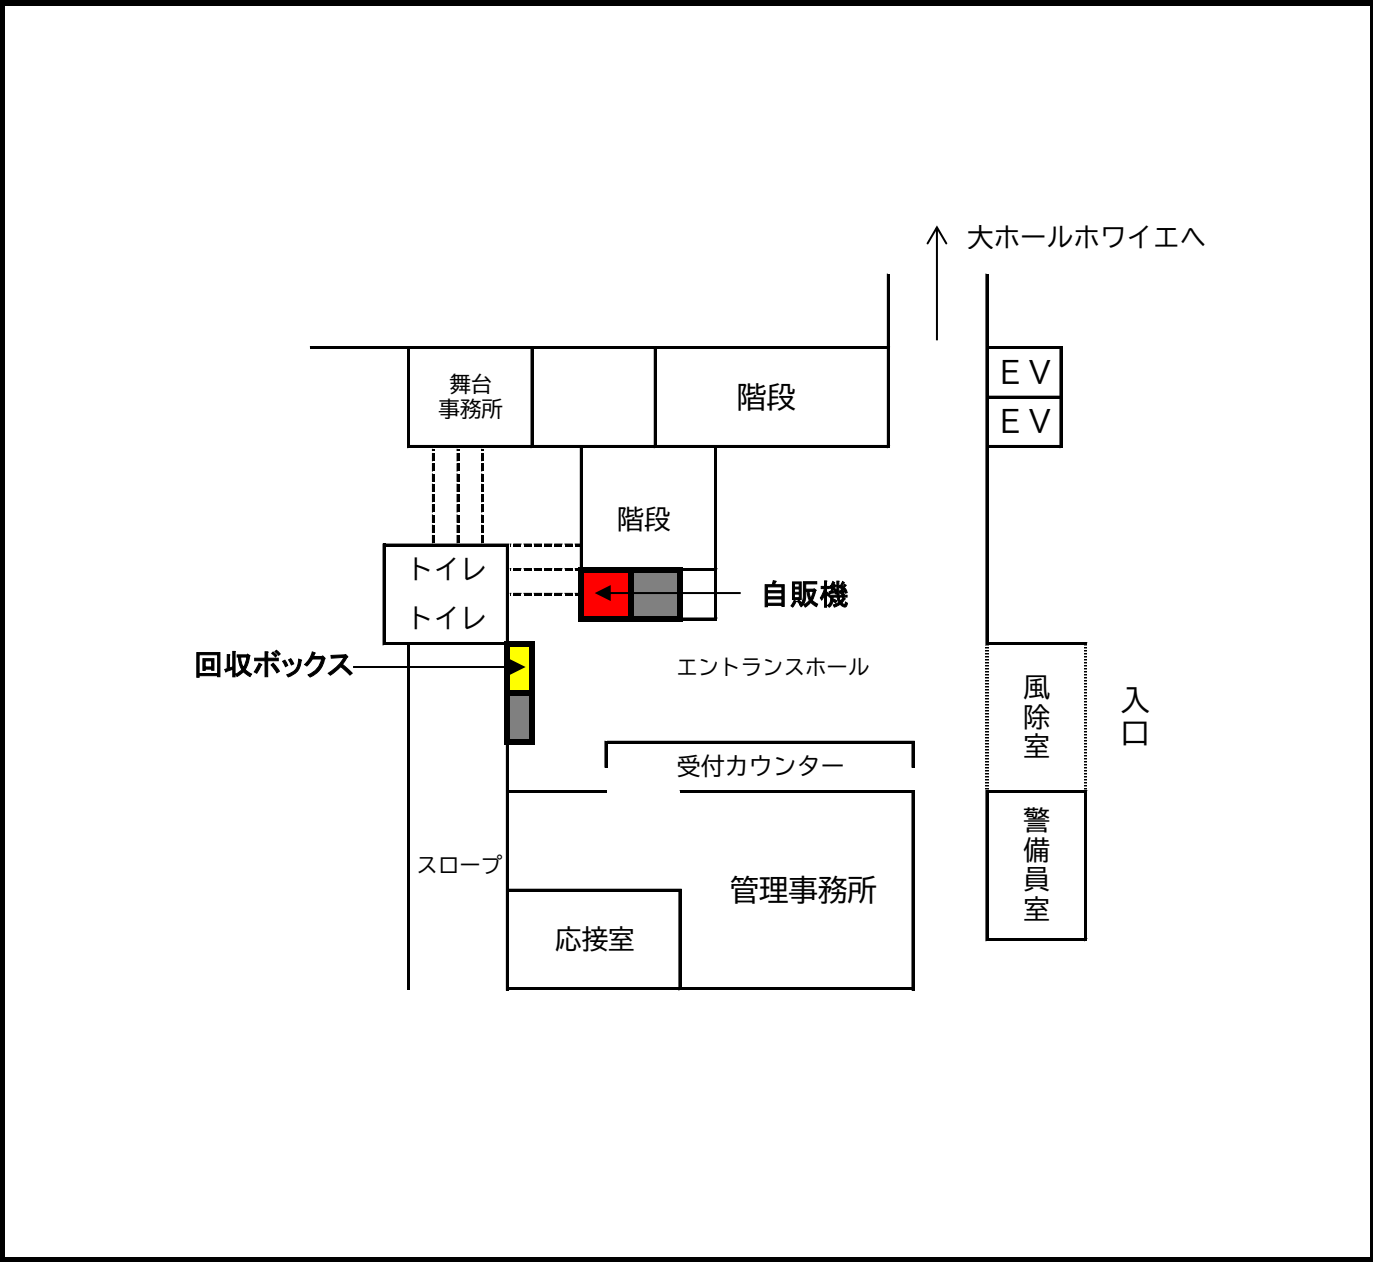 大ホールホワイエへ
ＥＶ
ＥＶ
舞台
事務所
階段
階段
トイレ
トイレ
自販機
回収ボックス
エントランスホール
風除室
入口
受付カウンター
警備員室
スロープ
管理事務所
応接室